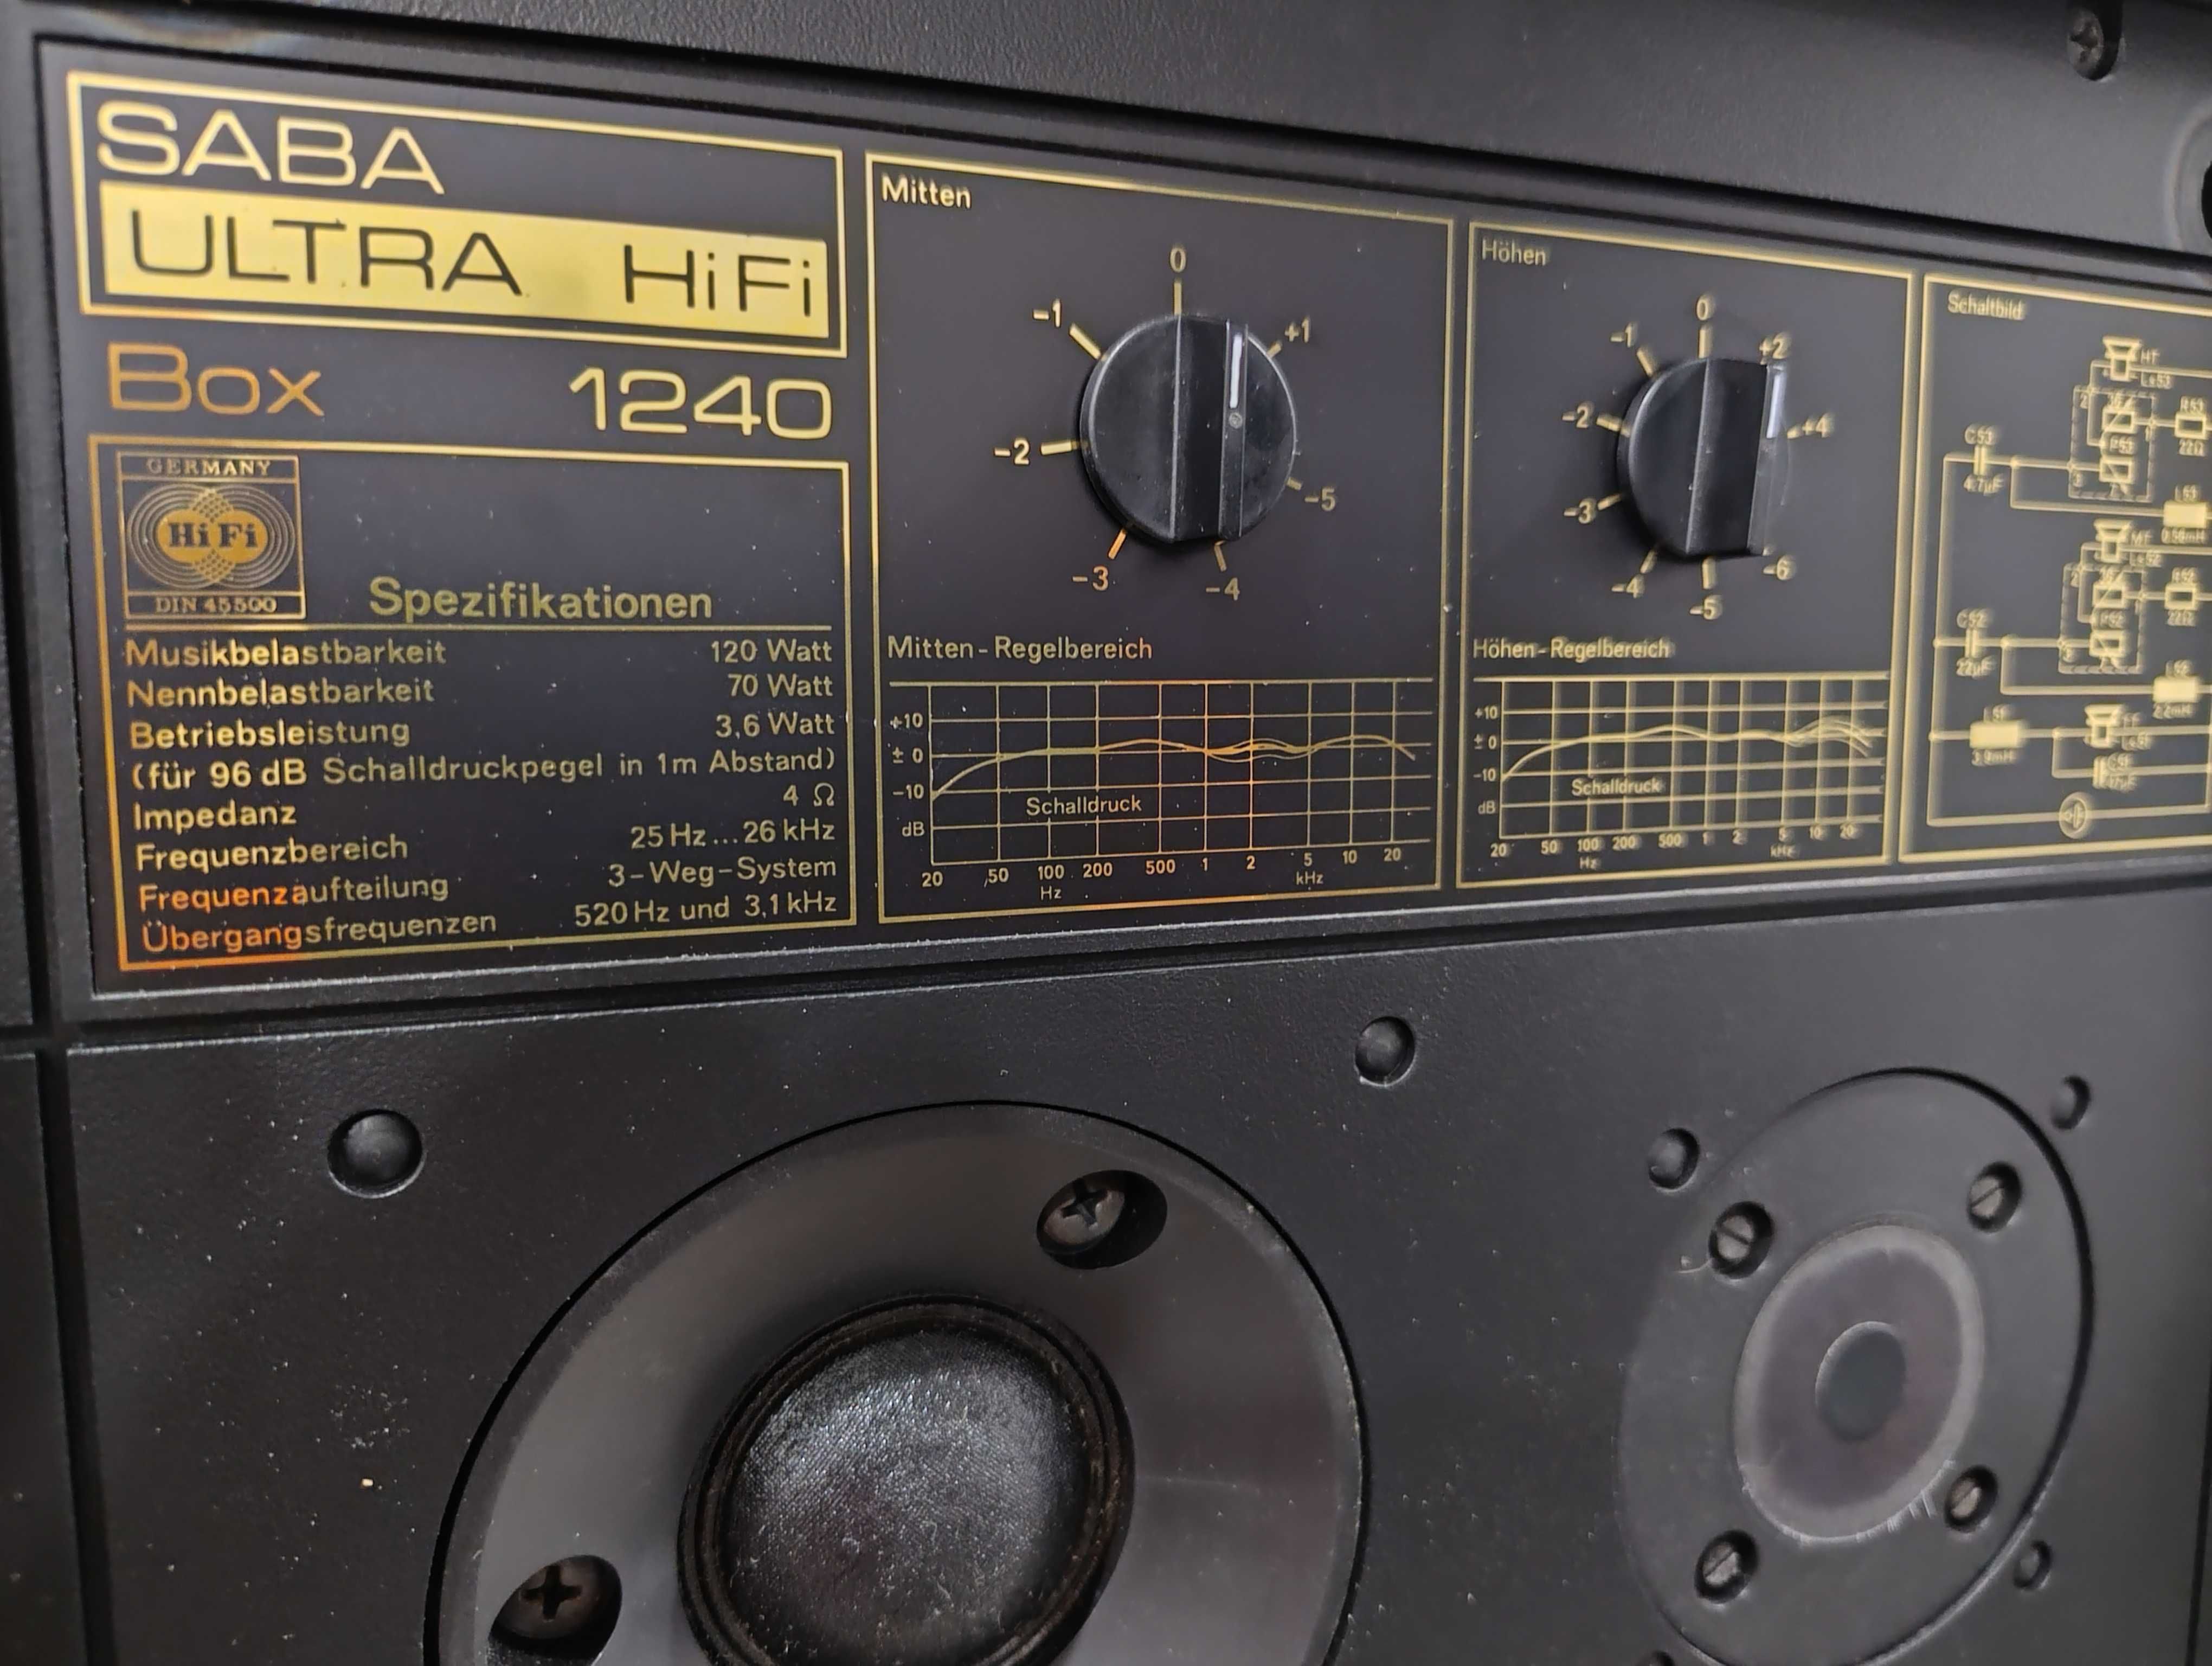 SABA
ULTRA HiFi
Box 1240
GERMANY
HiFi
DIN 45500
Spezifikationen
Musikbelastbarkeit 120 Watt
Nennbelastbarkeit 70 Watt
Betriebsleistung 3,6 Watt
(für 96 dB Schalldruckpegel in 1m Abstand)
Impedanz 4 Ω
Frequenzbereich 25 Hz...26 kHz
Frequenzaufteilung 3-Weg-System
Übergangsfrequenzen 520 Hz und 3,1 kHz
Mitten
0
-1 +1
-2
-5
-3 -4
Mitten-Regelbereich
+10
± 0
-10
Schalldruck
dB
20 50 100 200 500 1 2 5 10 20
Hz kHz
Höhen
0
-1 +2
-2 +4
-3
-4 -6
-5
Höhen-Regelbereich
+10
± 0
-10
Schalldruck
dB
20 50 100 200 500 1 2 5 10 20
Hz kHz
Schaltbild
HT
C53
4,7µF
22Ω
C52
22µF
22Ω